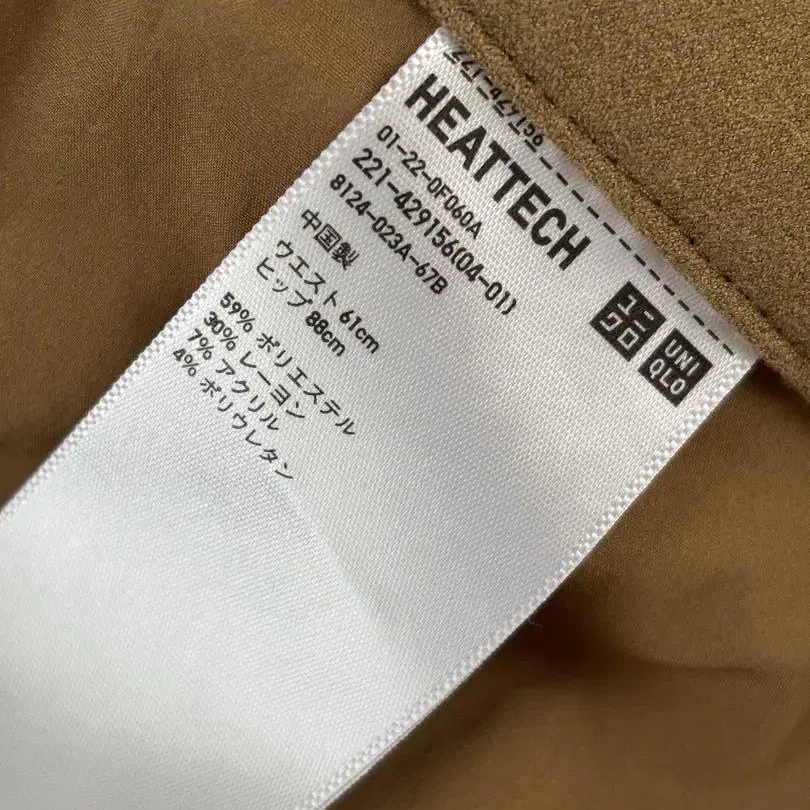 221-429156
HEATTECH
01-22-0F060A
221-429156(04-01)
8124-023A-67B
中国製
ウエスト 61cm
ヒップ 88cm
59% ポリエステル
30% レーヨン
7% アクリル
4% ポリウレタン
ユニ
クロ
UNI
QLO